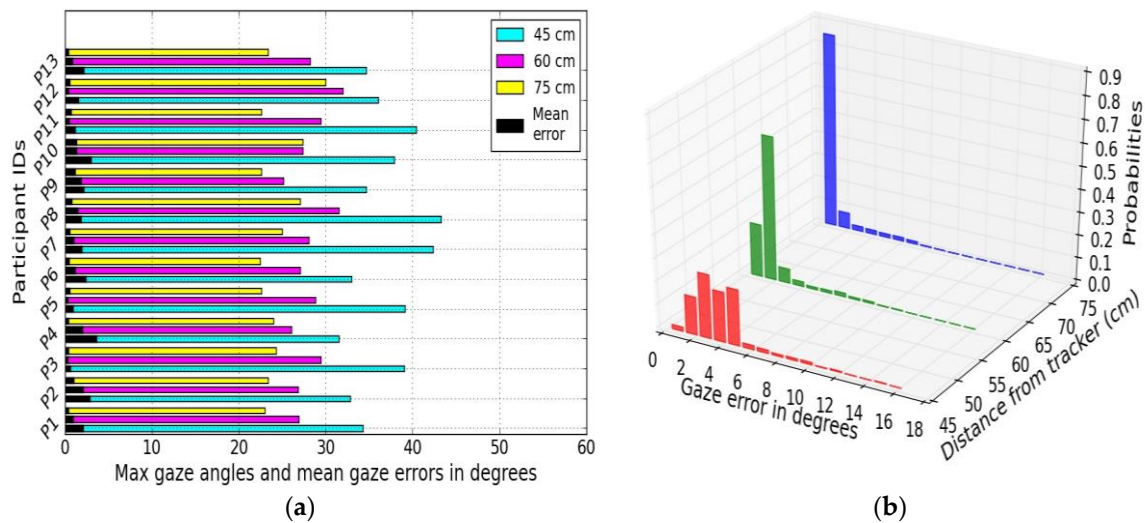 45 cm
60 cm
75 cm
Mean
error
Participant IDs
P13
P12
P11
P10
P9
P8
P7
P6
P5
P4
P3
P2
P1
0 10 20 30 40 50 60
Max gaze angles and mean gaze errors in degrees
(a)
0.9
0.8
0.7
0.6
0.5
0.4
0.3
0.2
0.1
0.0
Probabilities
0 2 4 6 8 10 12 14 16 18
Gaze error in degrees
45 50 55 60 65 70 75
Distance from tracker (cm)
(b)